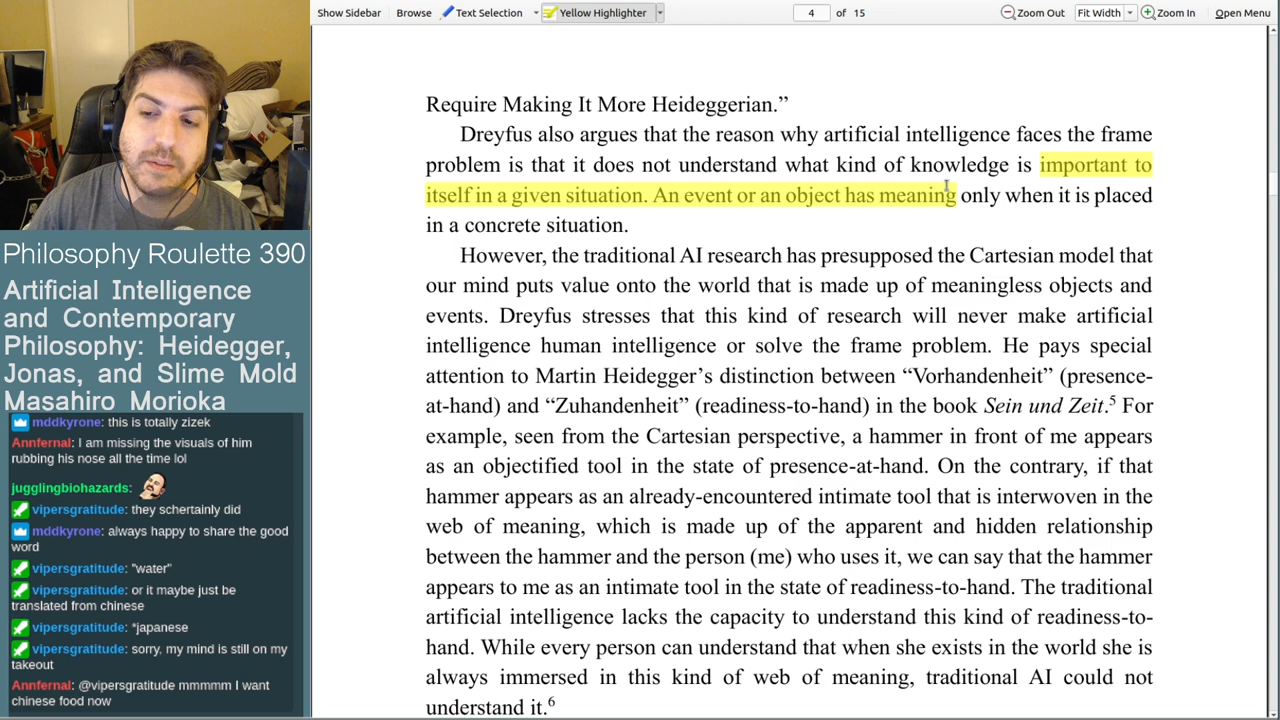 Show Sidebar Browse Text Selection Yellow Highlighter 4 of 15 Zoom Out Fit Width Zoom In Open Menu
Require Making It More Heideggerian.”
Dreyfus also argues that the reason why artificial intelligence faces the frame
problem is that it does not understand what kind of knowledge is important to
itself in a given situation. An event or an object has meaning only when it is placed
in a concrete situation.
However, the traditional AI research has presupposed the Cartesian model that
our mind puts value onto the world that is made up of meaningless objects and
events. Dreyfus stresses that this kind of research will never make artificial
intelligence human intelligence or solve the frame problem. He pays special
attention to Martin Heidegger’s distinction between “Vorhandenheit” (presence-
at-hand) and “Zuhandenheit” (readiness-to-hand) in the book Sein und Zeit.⁵ For
example, seen from the Cartesian perspective, a hammer in front of me appears
as an objectified tool in the state of presence-at-hand. On the contrary, if that
hammer appears as an already-encountered intimate tool that is interwoven in the
web of meaning, which is made up of the apparent and hidden relationship
between the hammer and the person (me) who uses it, we can say that the hammer
appears to me as an intimate tool in the state of readiness-to-hand. The traditional
artificial intelligence lacks the capacity to understand this kind of readiness-to-
hand. While every person can understand that when she exists in the world she is
always immersed in this kind of web of meaning, traditional AI could not
understand it.⁶
Philosophy Roulette 390
Artificial Intelligence
and Contemporary
Philosophy: Heidegger,
Jonas, and Slime Mold
Masahiro Morioka
mddkyrone: this is totally zizek
Annfernal: I am missing the visuals of him
rubbing his nose all the time lol
jugglingbiohazards:
vipersgratitude: they schertainly did
mddkyrone: always happy to share the good
word
vipersgratitude: "water"
vipersgratitude: or it maybe just be
translated from chinese
vipersgratitude: *japanese
vipersgratitude: sorry, my mind is still on my
takeout
Annfernal: @vipersgratitude mmmmm I want
chinese food now